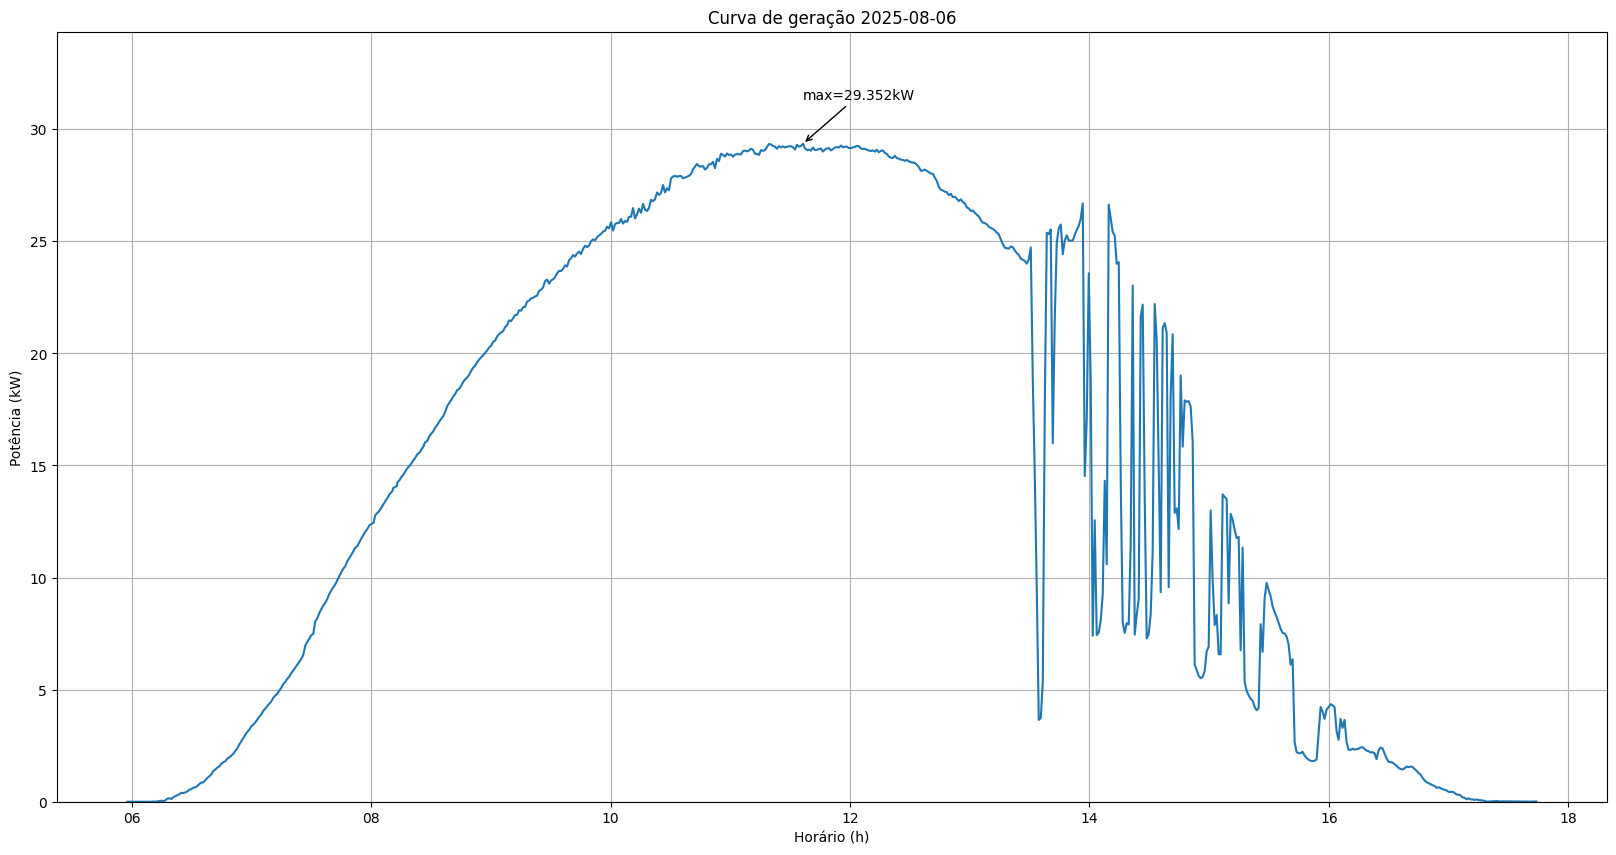 Curva de geração 2025-08-06
max=29.352kW
30
25
20
15
10
5
0
Potência (kW)
06 08 10 12 14 16 18
Horário (h)